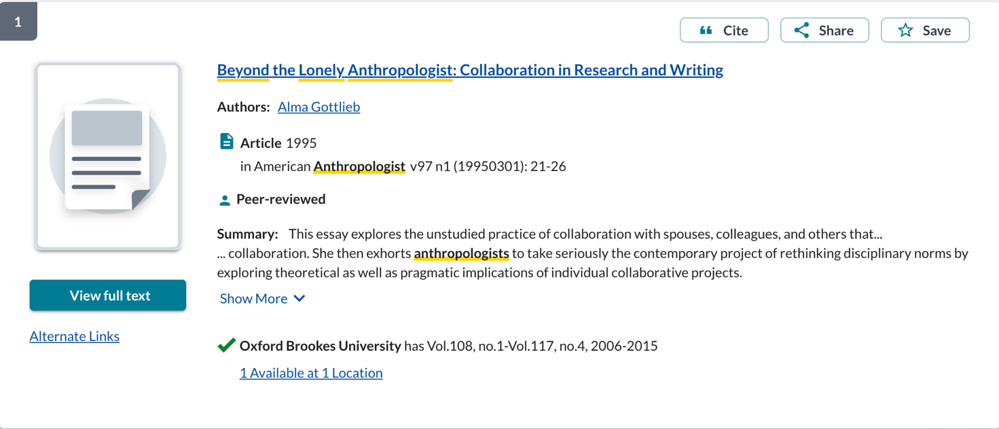 1
Cite
Share
Save
Beyond the Lonely Anthropologist: Collaboration in Research and Writing
Authors: Alma Gottlieb
Article 1995
in American Anthropologist v97 n1 (19950301): 21-26
Peer-reviewed
Summary: This essay explores the unstudied practice of collaboration with spouses, colleagues, and others that...
... collaboration. She then exhorts anthropologists to take seriously the contemporary project of rethinking disciplinary norms by
exploring theoretical as well as pragmatic implications of individual collaborative projects.
Show More
View full text
Alternate Links
Oxford Brookes University has Vol.108, no.1-Vol.117, no.4, 2006-2015
1 Available at 1 Location